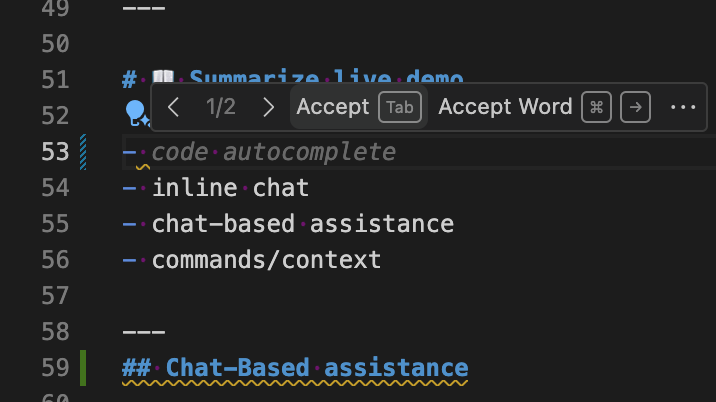 49 ---
50
51 # 📖 Summarize live demo
52
1/2 Accept Tab Accept Word ⌘ → ...
53 - code autocomplete
54 - inline chat
55 - chat-based assistance
56 - commands/context
57
58 ---
59 ## Chat-Based assistance
60